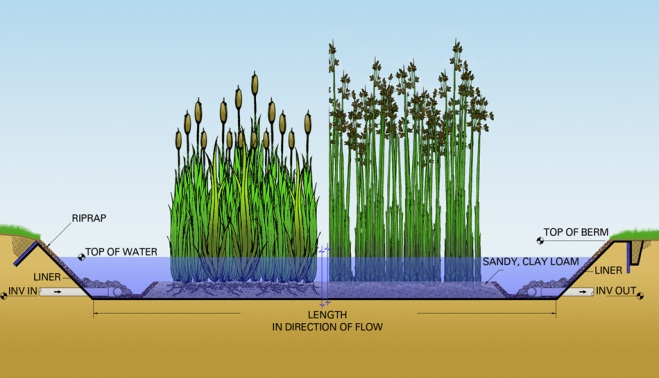 RIPRAP
TOP OF BERM
TOP OF WATER
SANDY, CLAY LOAM
LINER
LINER
INV IN
INV OUT
LENGTH
IN DIRECTION OF FLOW